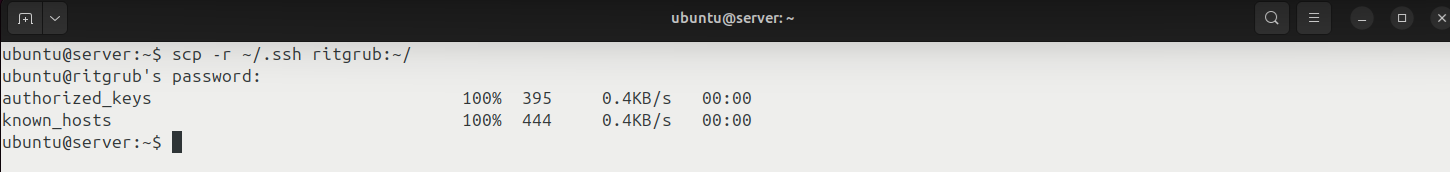 ubuntu@server: ~
ubuntu@server:~$ scp -r ~/.ssh ritgrub:~/
ubuntu@ritgrub's password:
authorized_keys 100% 395 0.4KB/s 00:00
known_hosts 100% 444 0.4KB/s 00:00
ubuntu@server:~$